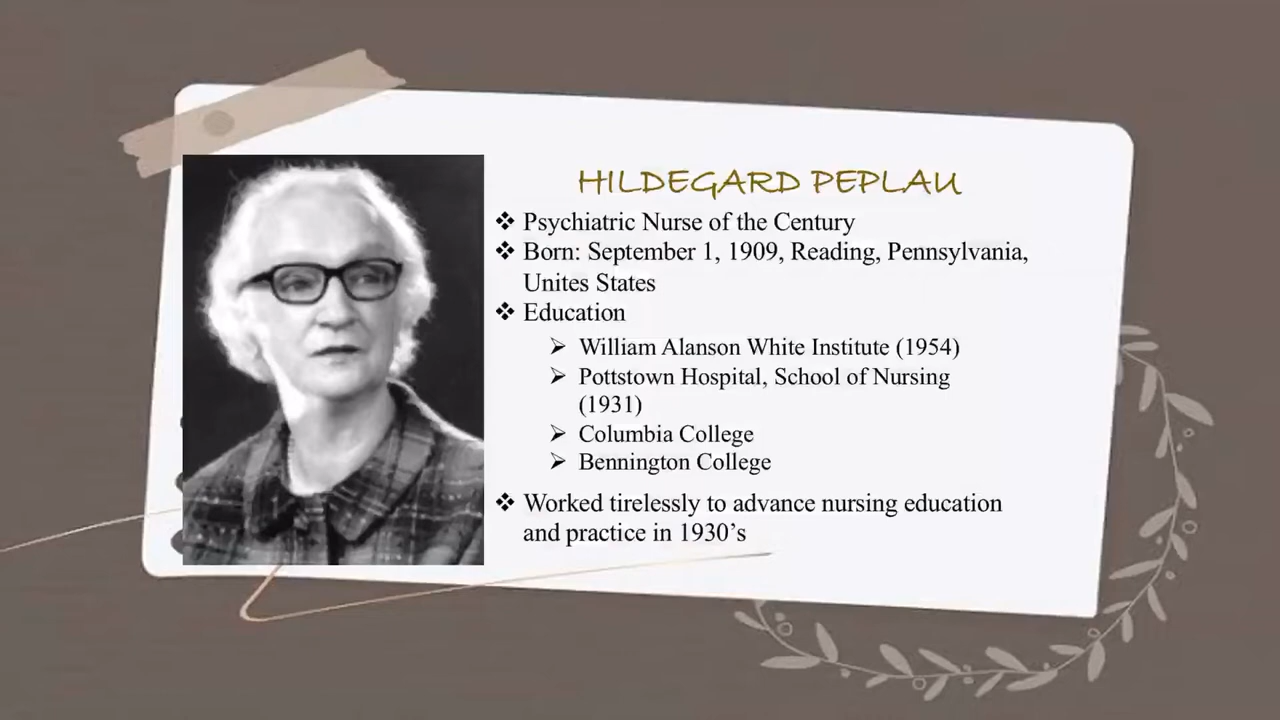 HILDEGARD PEPLAU
❖ Psychiatric Nurse of the Century
❖ Born: September 1, 1909, Reading, Pennsylvania,
Unites States
❖ Education
➢ William Alanson White Institute (1954)
➢ Pottstown Hospital, School of Nursing
(1931)
➢ Columbia College
➢ Bennington College
❖ Worked tirelessly to advance nursing education
and practice in 1930’s